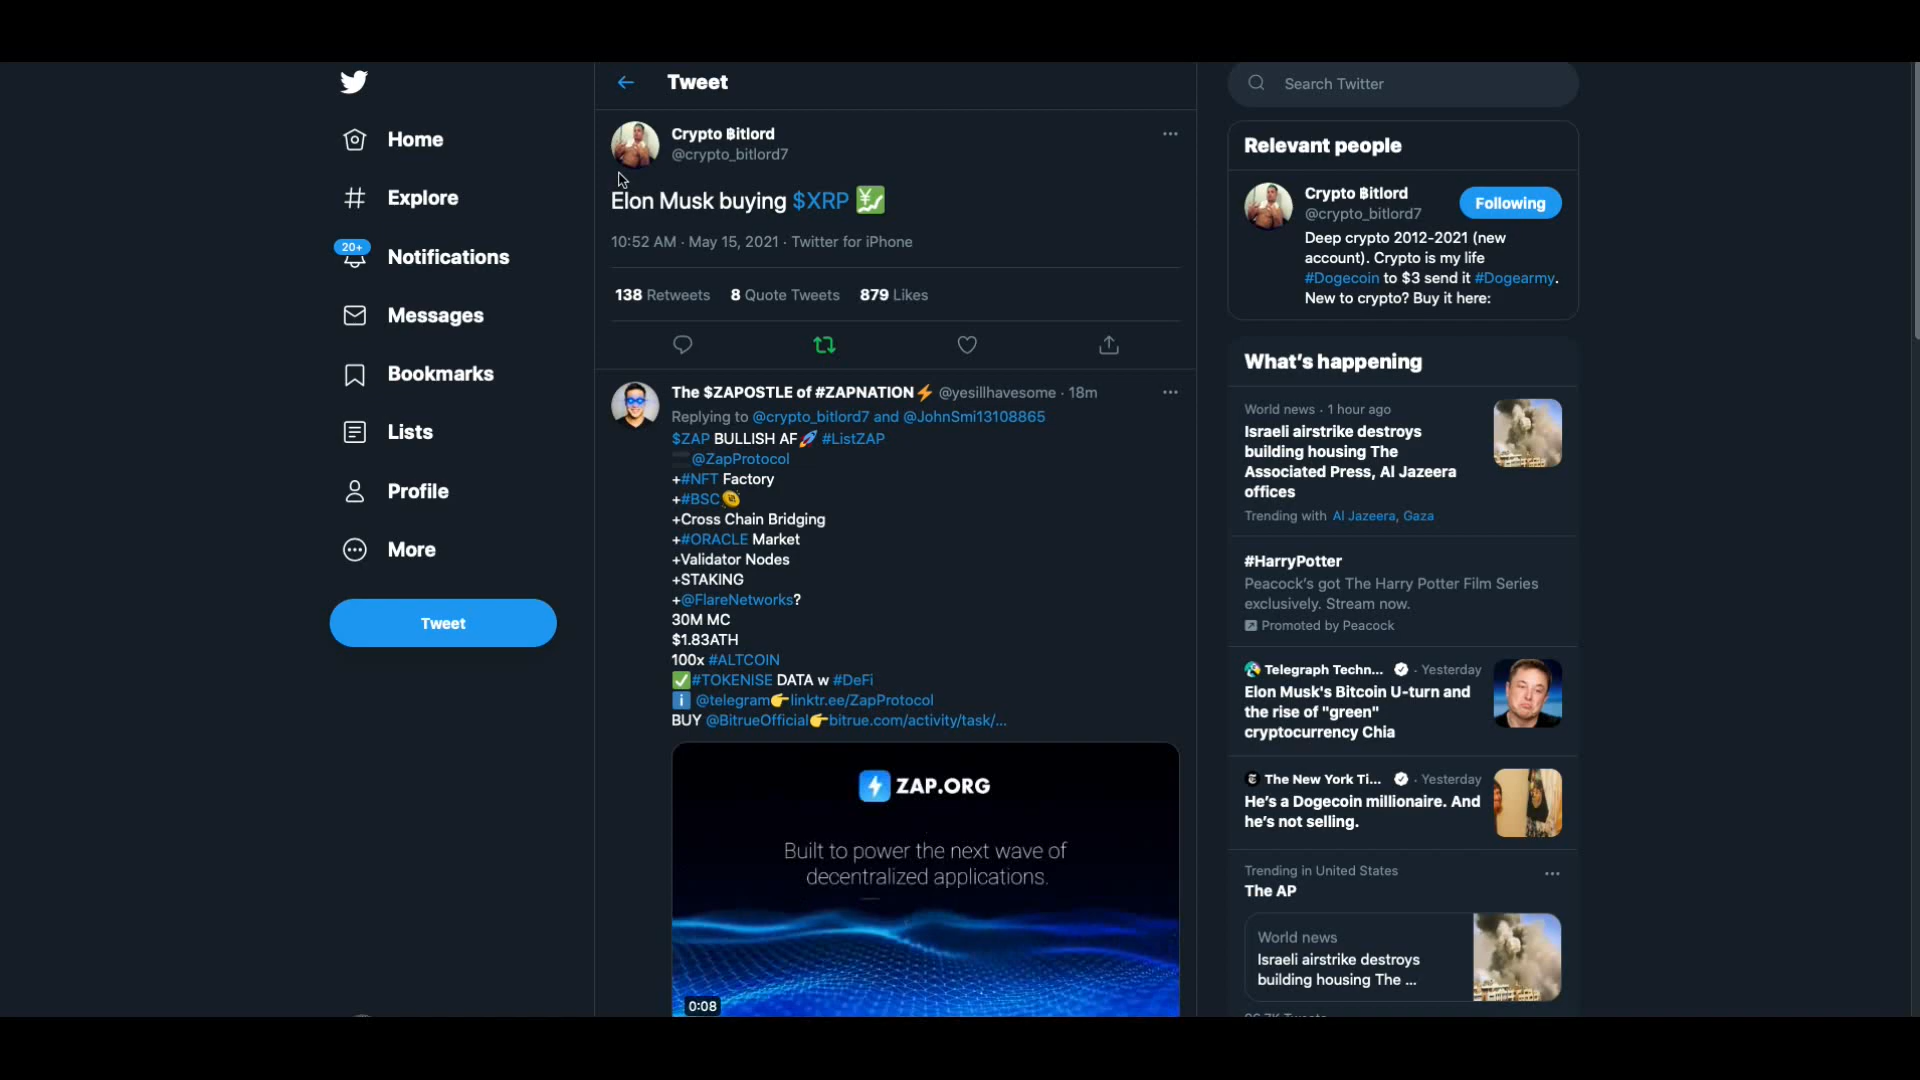 Home
Explore
20+
Notifications
Messages
Bookmarks
Lists
Profile
More
Tweet
Tweet
Crypto ₿itlord
@crypto_bitlord7
Elon Musk buying $XRP 💹
10:52 AM · May 15, 2021 · Twitter for iPhone
138 Retweets 8 Quote Tweets 879 Likes
The $ZAPOSTLE of #ZAPNATION⚡ @yesillhavesome · 18m
Replying to @crypto_bitlord7 and @JohnSmi13108865
$ZAP BULLISH AF🚀 #ListZAP
@ZapProtocol
+#NFT Factory
+#BSC
+Cross Chain Bridging
+#ORACLE Market
+Validator Nodes
+STAKING
+@FlareNetworks?
30M MC
$1.83ATH
100x #ALTCOIN
✅#TOKENISE DATA w #DeFi
ℹ️ @telegram👉linktr.ee/ZapProtocol
BUY @BitrueOfficial👉bitrue.com/activity/task/...
ZAP.ORG
Built to power the next wave of
decentralized applications.
0:08
Search Twitter
Relevant people
Crypto ₿itlord
@crypto_bitlord7
Following
Deep crypto 2012-2021 (new
account). Crypto is my life
#Dogecoin to $3 send it #Dogearmy.
New to crypto? Buy it here:
What's happening
World news · 1 hour ago
Israeli airstrike destroys
building housing The
Associated Press, Al Jazeera
offices
Trending with Al Jazeera, Gaza
#HarryPotter
Peacock's got The Harry Potter Film Series
exclusively. Stream now.
Promoted by Peacock
Telegraph Techn... · Yesterday
Elon Musk's Bitcoin U-turn and
the rise of "green"
cryptocurrency Chia
The New York Ti... · Yesterday
He's a Dogecoin millionaire. And
he's not selling.
Trending in United States
The AP
World news
Israeli airstrike destroys
building housing The ...